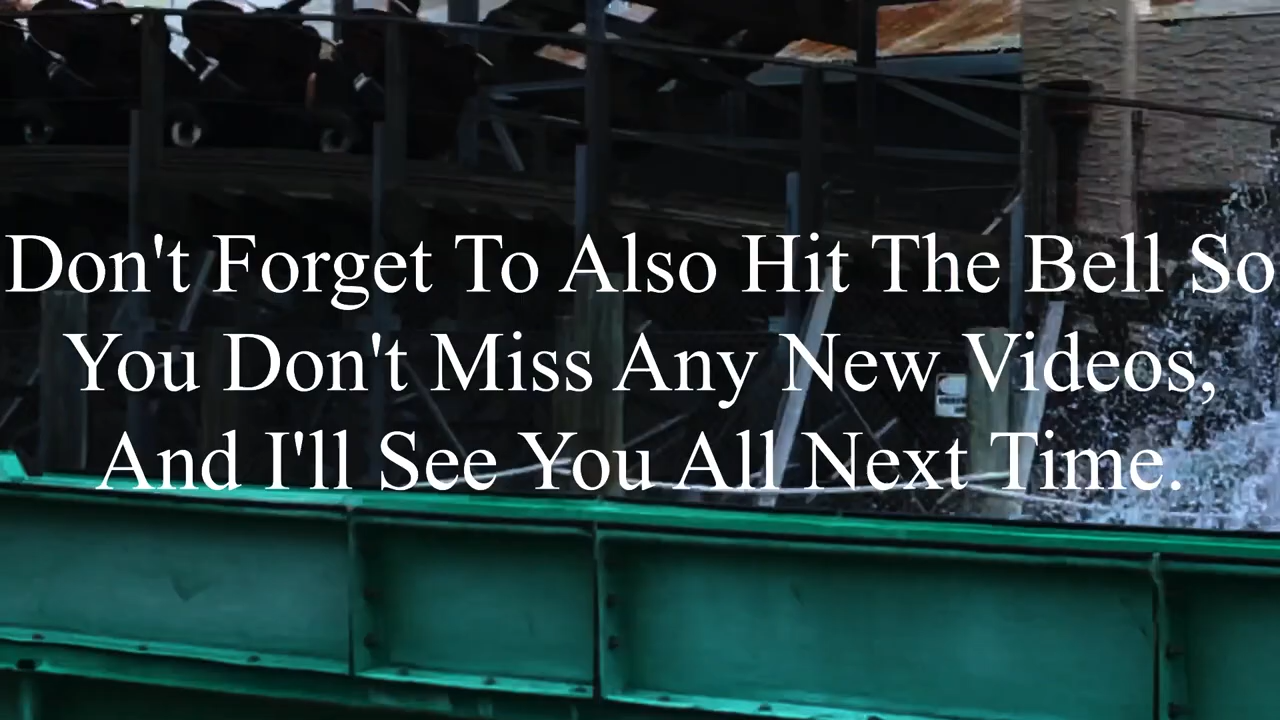 Don't Forget To Also Hit The Bell So
You Don't Miss Any New Videos,
And I'll See You All Next Time.